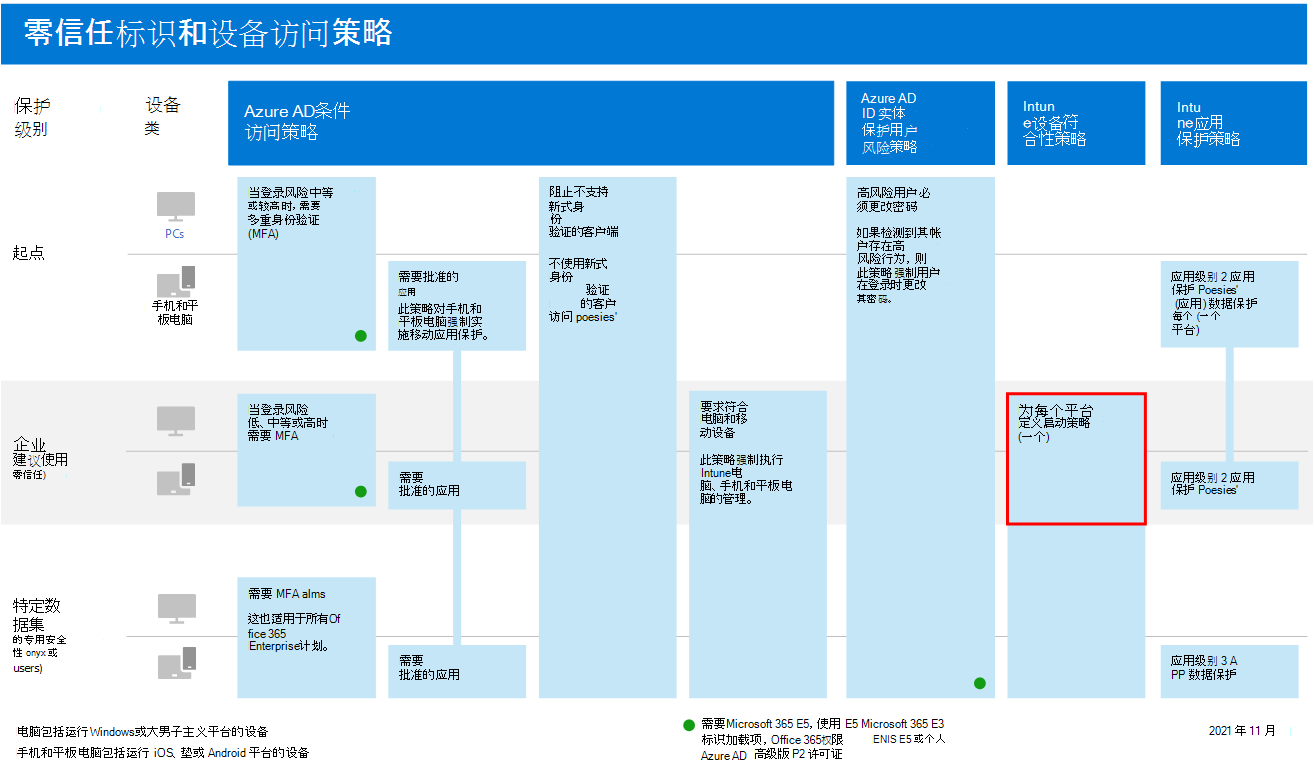 零信任标识和设备访问策略
保护
级别
设备
类
Azure AD条件
访问策略
Azure AD
ID 实体
保护用户
风险策略
Intun
e设备符
合性策略
Intu
ne应用
保护策略
起点
PCs
手机和平
板电脑
当登录风险中等
或较高时, 需要
多重身份验证
(MFA)
需要批准的
应用
此策略对手机和
平板电脑强制实
施移动应用保护。
阻止不支持
新式身
份
验证的客户端
不使用新式
身份
验证
的客户
访问 poesies'
高风险用户必
须更改密码
如果检测到其帐
户存在高
风险行为, 则
此策略强制用户
在登录时更改
其密码。
应用级别 2 应用
保护 Poesies'
(应用) 数据保护
每个 (一个
平台)
企业
建议使用
零信任)
当登录风险
低、中等或高时
需要 MFA
需要
批准的应用
要求符合
电脑和移
动设备
此策略强制执行
Intune电
脑、手机和平板电
脑的管理。
为每个平台
定义启动策略
(一个)
应用级别 2 应用
保护 Poesies'
特定数
据集
的专用安全
性 onyx 或
users)
需要 MFA alms
这也适用于所有Of
fice 365
Enterprise计划。
需要
批准的应用
应用级别 3 A
PP 数据保护
电脑包括运行Windows或大男子主义平台的设备
手机和平板电脑包括运行 iOS, 垫或 Android 平台的设备
需要Microsoft 365 E5, 使用 E5 Microsoft 365 E3
标识加载项, Office 365权限 ENIS E5 或个人
Azure AD 高级版 P2 许可证
2021 年 11 月